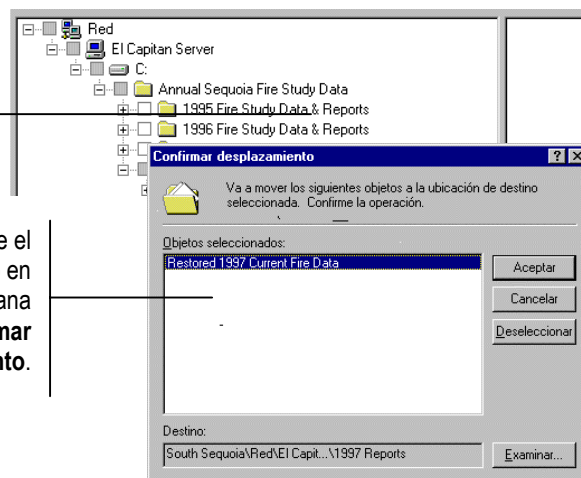 Red
El Capitan Server
C:
Annual Sequoia Fire Study Data
1995 Fire Study Data & Reports
1996 Fire Study Data & Reports
Confirmar desplazamiento
Va a mover los siguientes objetos a la ubicación de destino
seleccionada. Confirme la operación.
Objetos seleccionados:
Restored 1997 Current Fire Data
Aceptar
Cancelar
Deseleccionar
Destino:
South Sequoia\Red\El Capit...\1997 Reports
Examinar...
e el
en
ana
mar
nto.